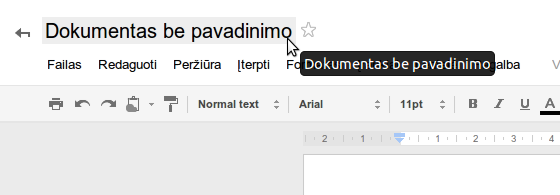 Dokumentas be pavadinimo
Failas Redaguoti Peržiūra Įterpti Dokumentas be pavadinimo
Normal text Arial 11pt B I U A
2 1 1 2 3 4